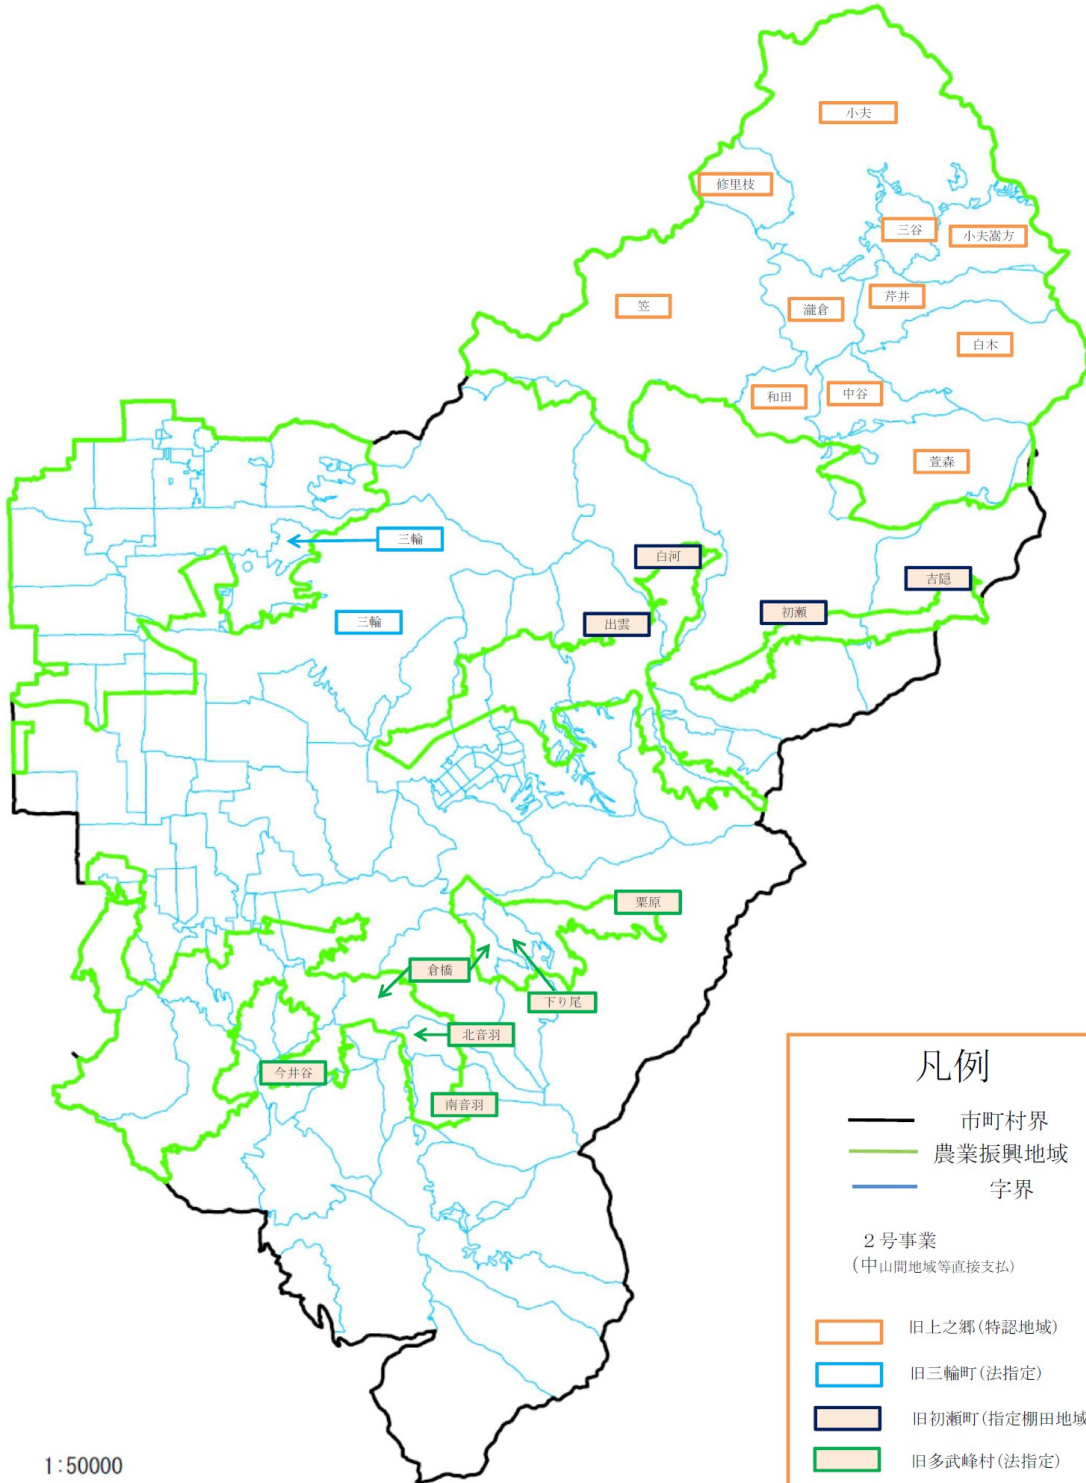 小夫
修里枝
三谷
小夫嵩方
笠
瀧倉
芹井
白木
和田
中谷
萱森
三輪
白河
吉隠
初瀬
出雲
三輪
粟原
倉橋
下り尾
北音羽
今井谷
南音羽
凡例
市町村界
農業振興地域
字界
２号事業
(中山間地域等直接支払)
旧上之郷(特認地域)
旧三輪町(法指定)
旧初瀬町(指定棚田地域
旧多武峰村(法指定)
1:50000